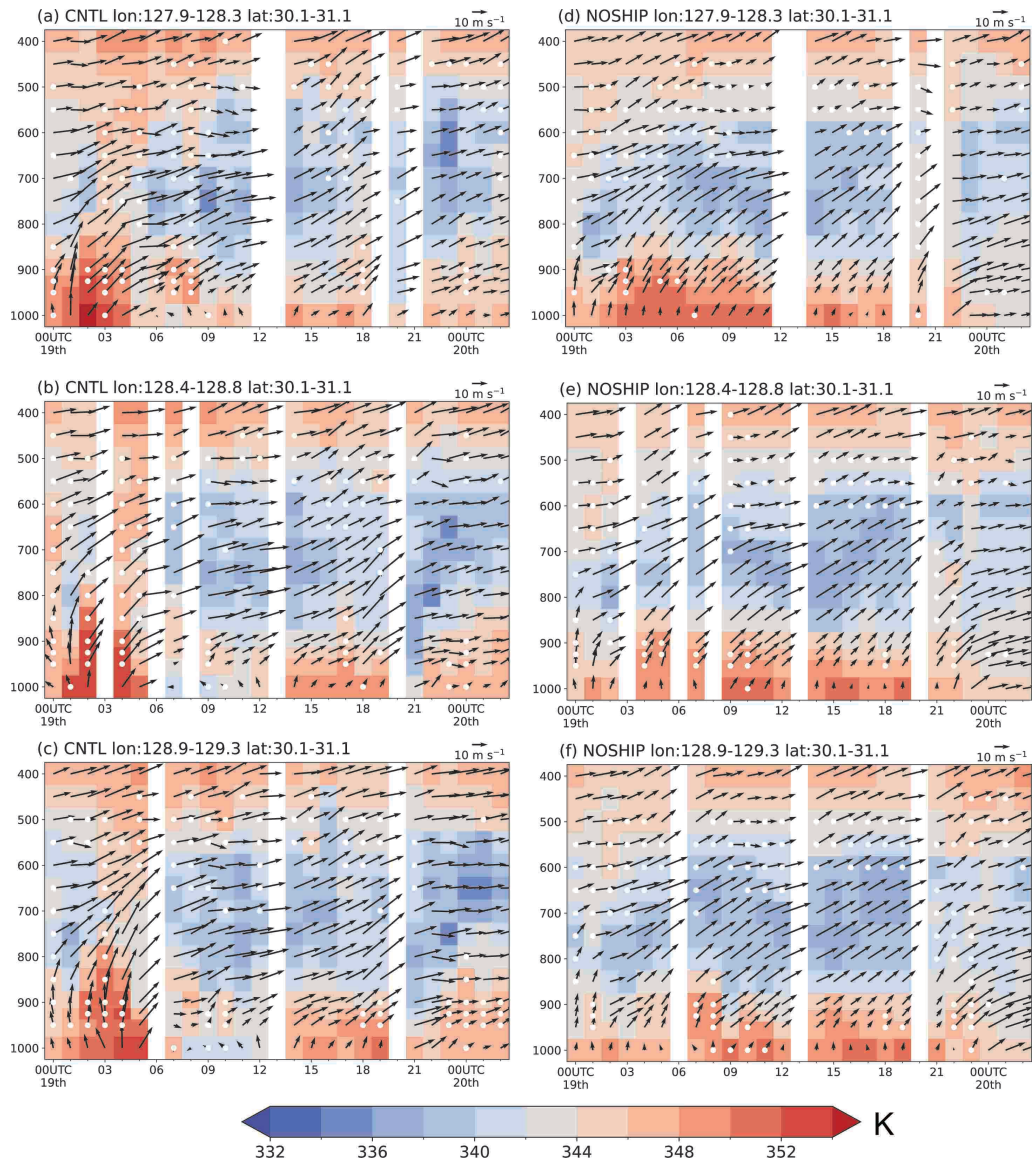 (a) CNTL lon:127.9-128.3 lat:30.1-31.1
10 m s⁻¹
400
500
600
700
800
900
1000
00UTC 03 06 09 12 15 18 21 00UTC
19th 20th
(d) NOSHIP lon:127.9-128.3 lat:30.1-31.1
10 m s⁻¹
400
500
600
700
800
900
1000
00UTC 03 06 09 12 15 18 21 00UTC
19th 20th
(b) CNTL lon:128.4-128.8 lat:30.1-31.1
10 m s⁻¹
400
500
600
700
800
900
1000
00UTC 03 06 09 12 15 18 21 00UTC
19th 20th
(e) NOSHIP lon:128.4-128.8 lat:30.1-31.1
10 m s⁻¹
400
500
600
700
800
900
1000
00UTC 03 06 09 12 15 18 21 00UTC
19th 20th
(c) CNTL lon:128.9-129.3 lat:30.1-31.1
10 m s⁻¹
400
500
600
700
800
900
1000
00UTC 03 06 09 12 15 18 21 00UTC
19th 20th
(f) NOSHIP lon:128.9-129.3 lat:30.1-31.1
10 m s⁻¹
400
500
600
700
800
900
1000
00UTC 03 06 09 12 15 18 21 00UTC
19th 20th
K
332 336 340 344 348 352